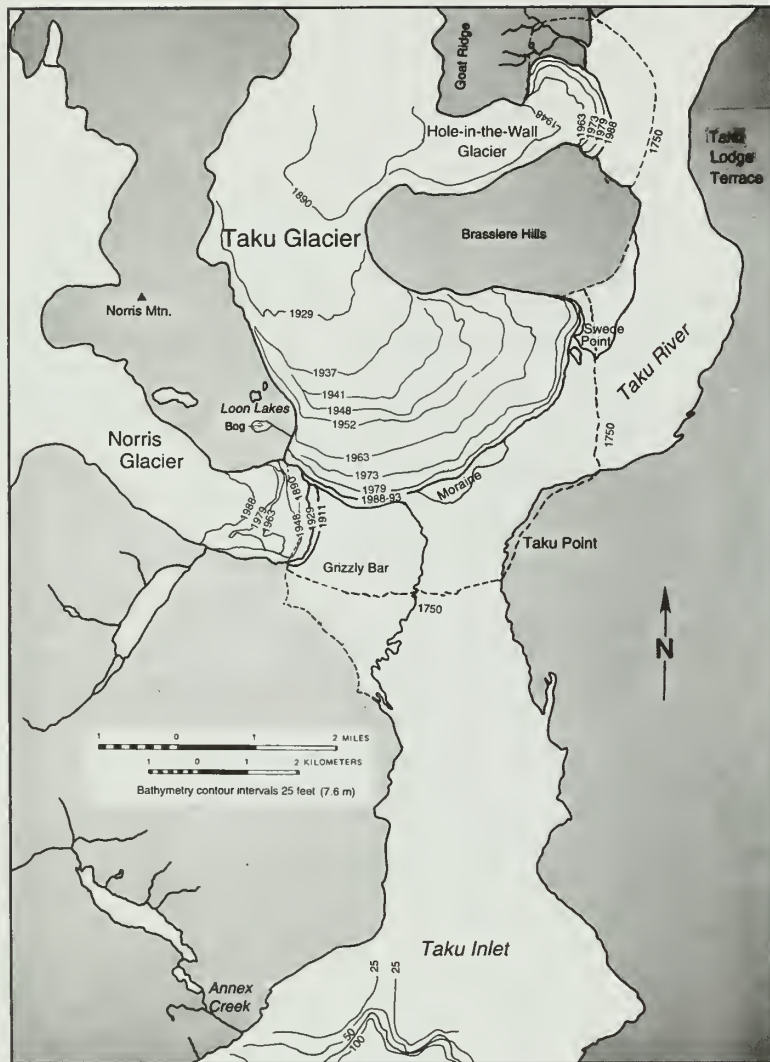 Goat Ridge
1948
1963
1973
1979
1988
1750
Hole-in-the-Wall
Glacier
Taku
Lodge
Terrace
1890
Taku Glacier
Brassiere Hills
Norris Mtn.
1929
Swede
Point
Taku River
1937
1941
1948
1952
Loon Lakes
Bog
Norris
Glacier
1963
1750
1973
1979
1988-93
Moraine
1988
1979
1963
1948
1890
1929
1911
Grizzly Bar
Taku Point
1750
N
1 0 1 2 MILES
1 0 1 2 KILOMETERS
Bathymetry contour intervals 25 feet (7.6 m)
Taku Inlet
25
25
Annex
Creek
50
100